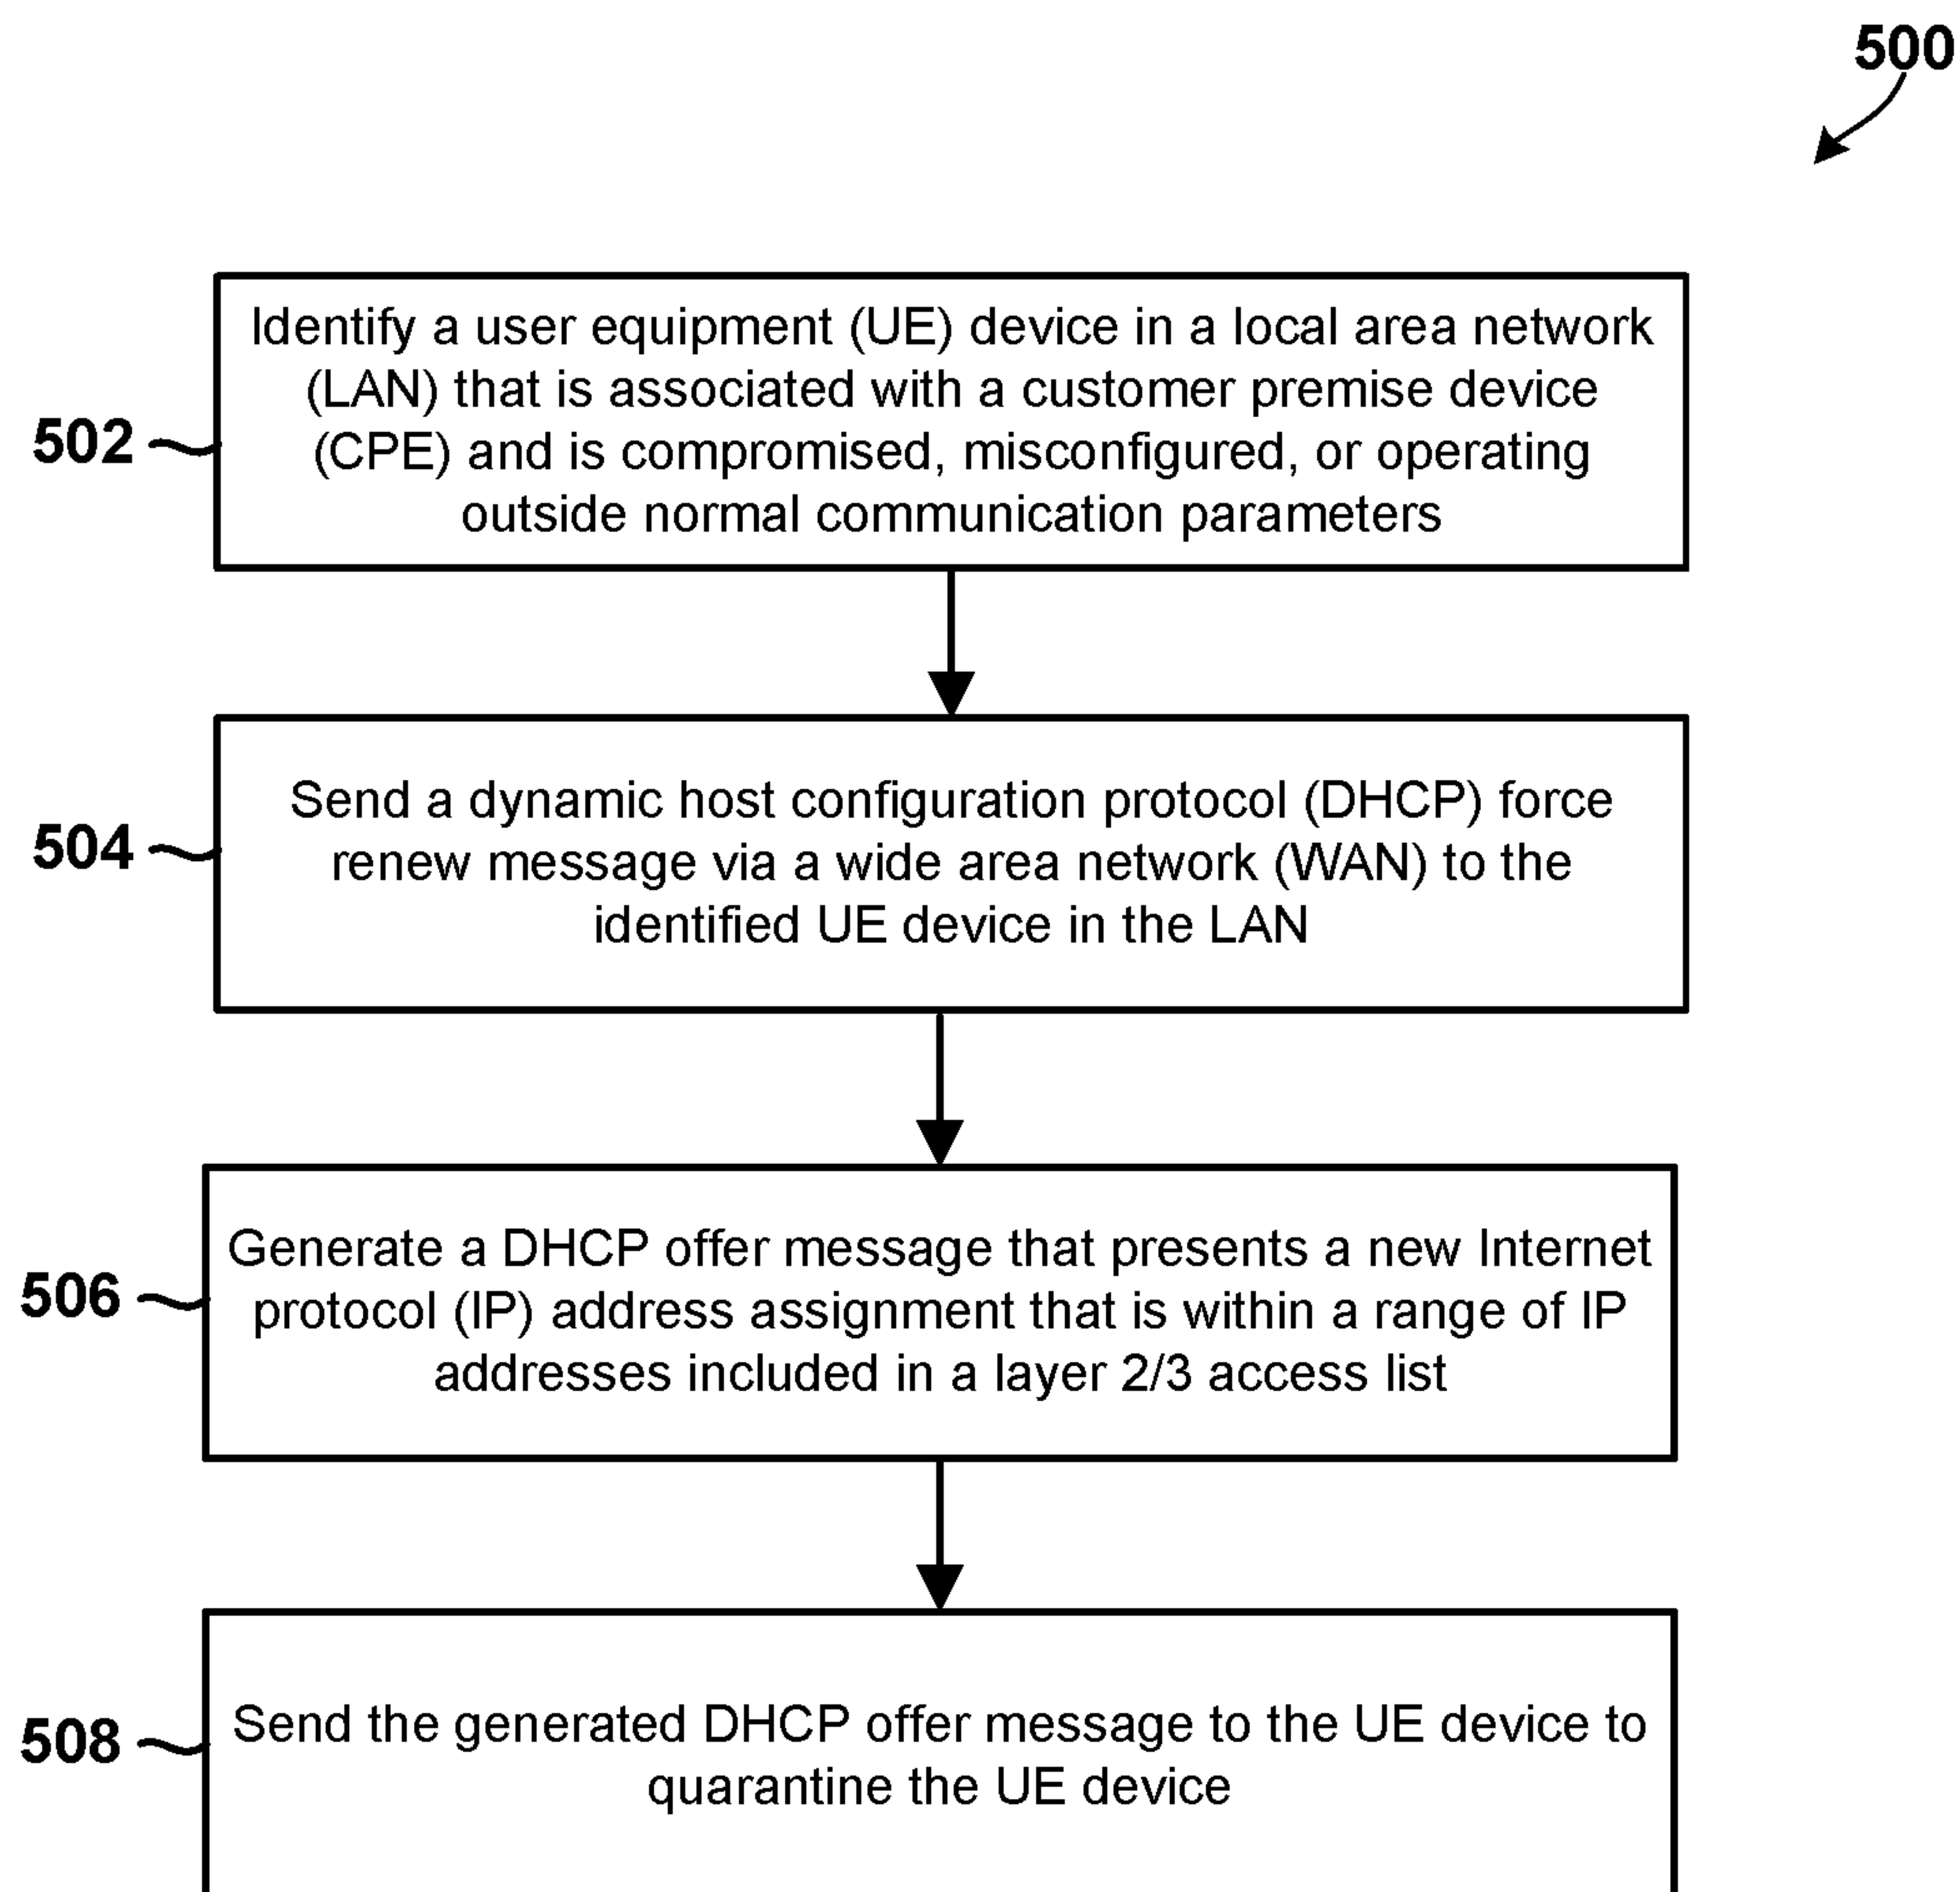 500
Identify a user equipment (UE) device in a local area network
(LAN) that is associated with a customer premise device
(CPE) and is compromised, misconfigured, or operating
outside normal communication parameters
502
Send a dynamic host configuration protocol (DHCP) force
renew message via a wide area network (WAN) to the
identified UE device in the LAN
504
Generate a DHCP offer message that presents a new Internet
protocol (IP) address assignment that is within a range of IP
addresses included in a layer 2/3 access list
506
Send the generated DHCP offer message to the UE device to
quarantine the UE device
508